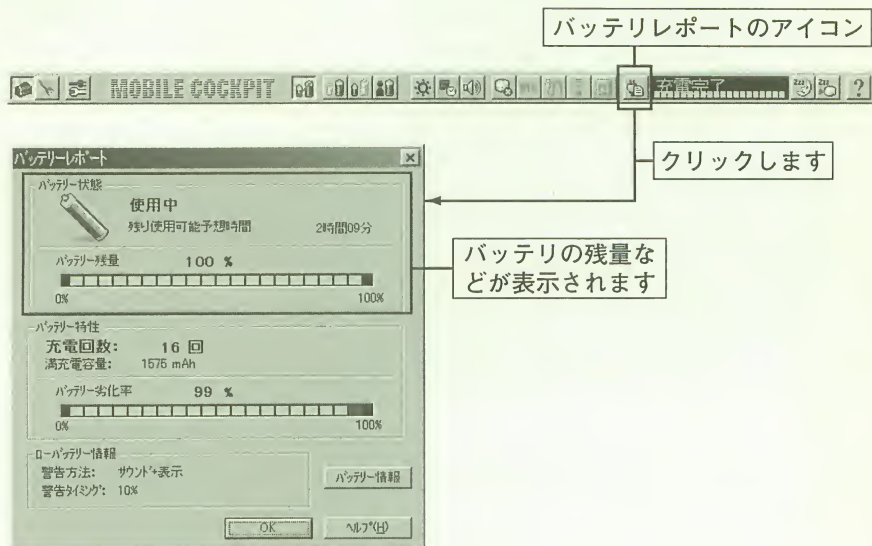 バッテリレポートのアイコン
MOBILE COCKPIT
充電完了
?
クリックします
バッテリーレポート
バッテリー状態
使用中
残り使用可能予想時間 2時間09分
バッテリー残量 100 %
0% 100%
バッテリの残量な
どが表示されます
バッテリー特性
充電回数: 16 回
満充電容量: 1576 mAh
バッテリー劣化率 99 %
0% 100%
ローバッテリー情報
警告方法: サウンド+表示
警告タイミング: 10%
バッテリー情報
OK
ヘルプ(H)